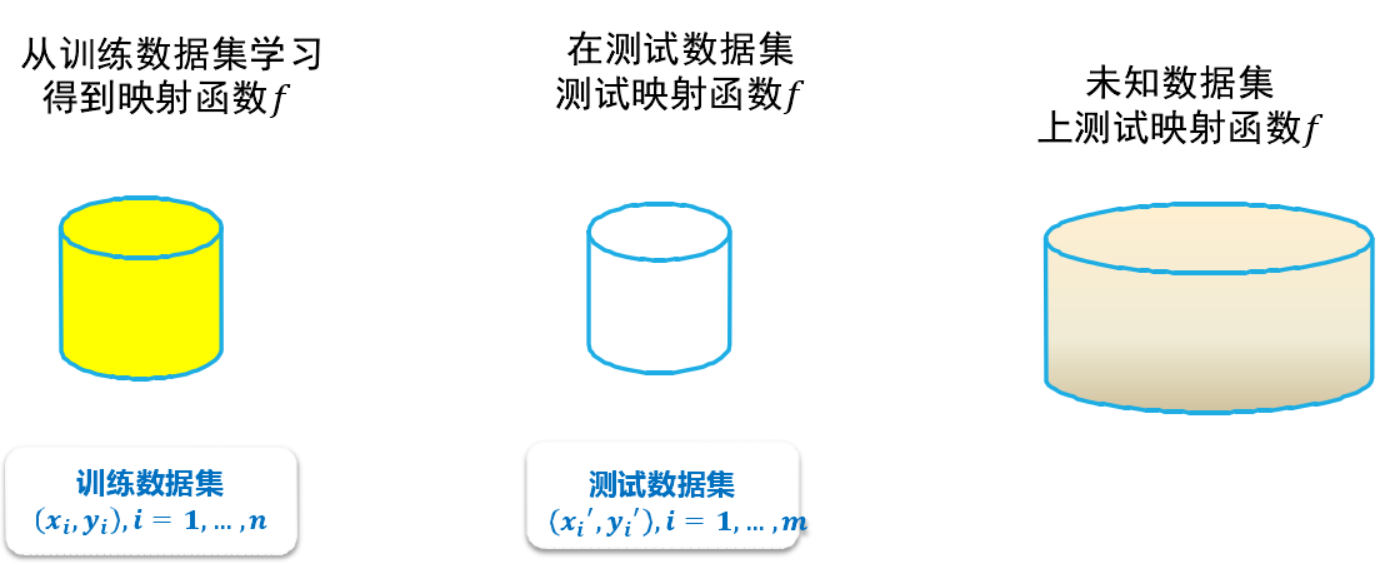 从训练数据集学习
得到映射函数f
在测试数据集
测试映射函数f
未知数据集
上测试映射函数f
训练数据集
(xᵢ, yᵢ), i = 1, … , n
测试数据集
(xᵢ′, yᵢ′), i = 1, … , m